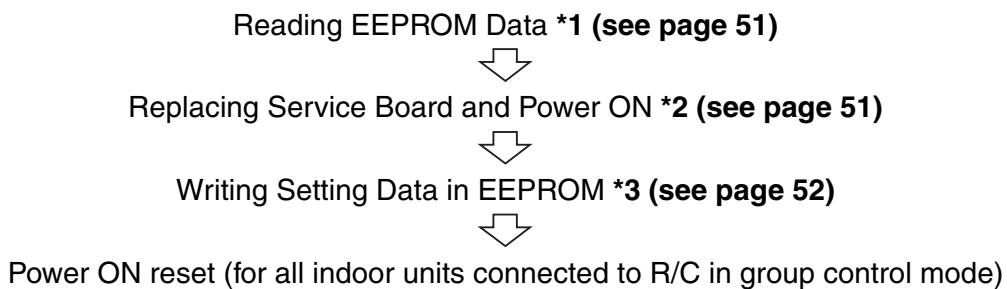 Reading EEPROM Data *1 (see page 51)
Replacing Service Board and Power ON *2 (see page 51)
Writing Setting Data in EEPROM *3 (see page 52)
Power ON reset (for all indoor units connected to R/C in group control mode)